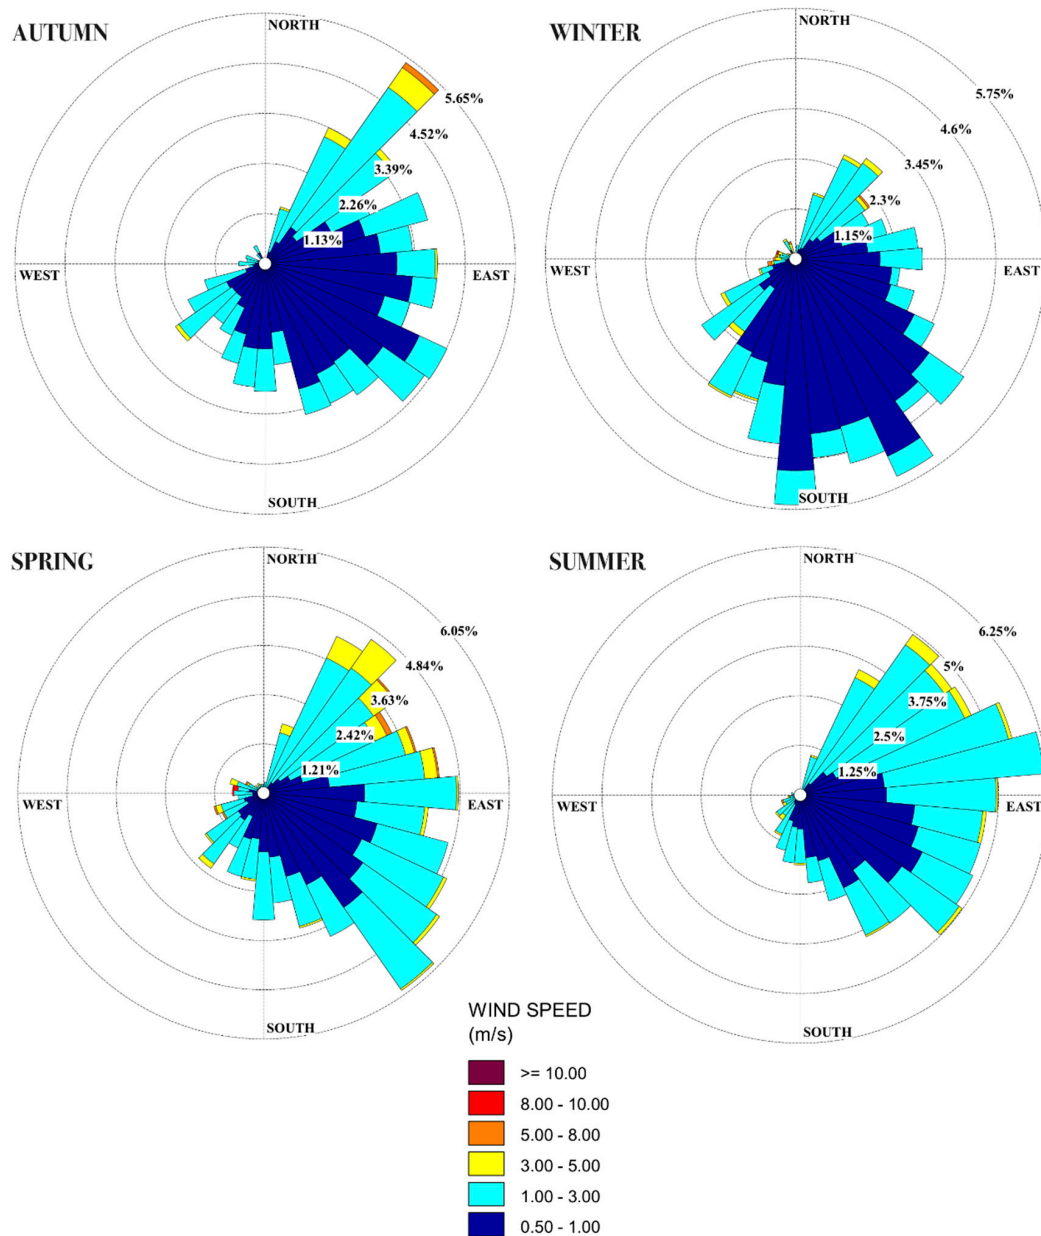 AUTUMN
NORTH
5.65%
4.52%
3.39%
2.26%
1.13%
WEST
EAST
SOUTH
WINTER
NORTH
5.75%
4.6%
3.45%
2.3%
1.15%
WEST
EAST
SOUTH
SPRING
NORTH
6.05%
4.84%
3.63%
2.42%
1.21%
WEST
EAST
SOUTH
SUMMER
NORTH
6.25%
5%
3.75%
2.5%
1.25%
WEST
EAST
SOUTH
WIND SPEED
(m/s)
>= 10.00
8.00 - 10.00
5.00 - 8.00
3.00 - 5.00
1.00 - 3.00
0.50 - 1.00